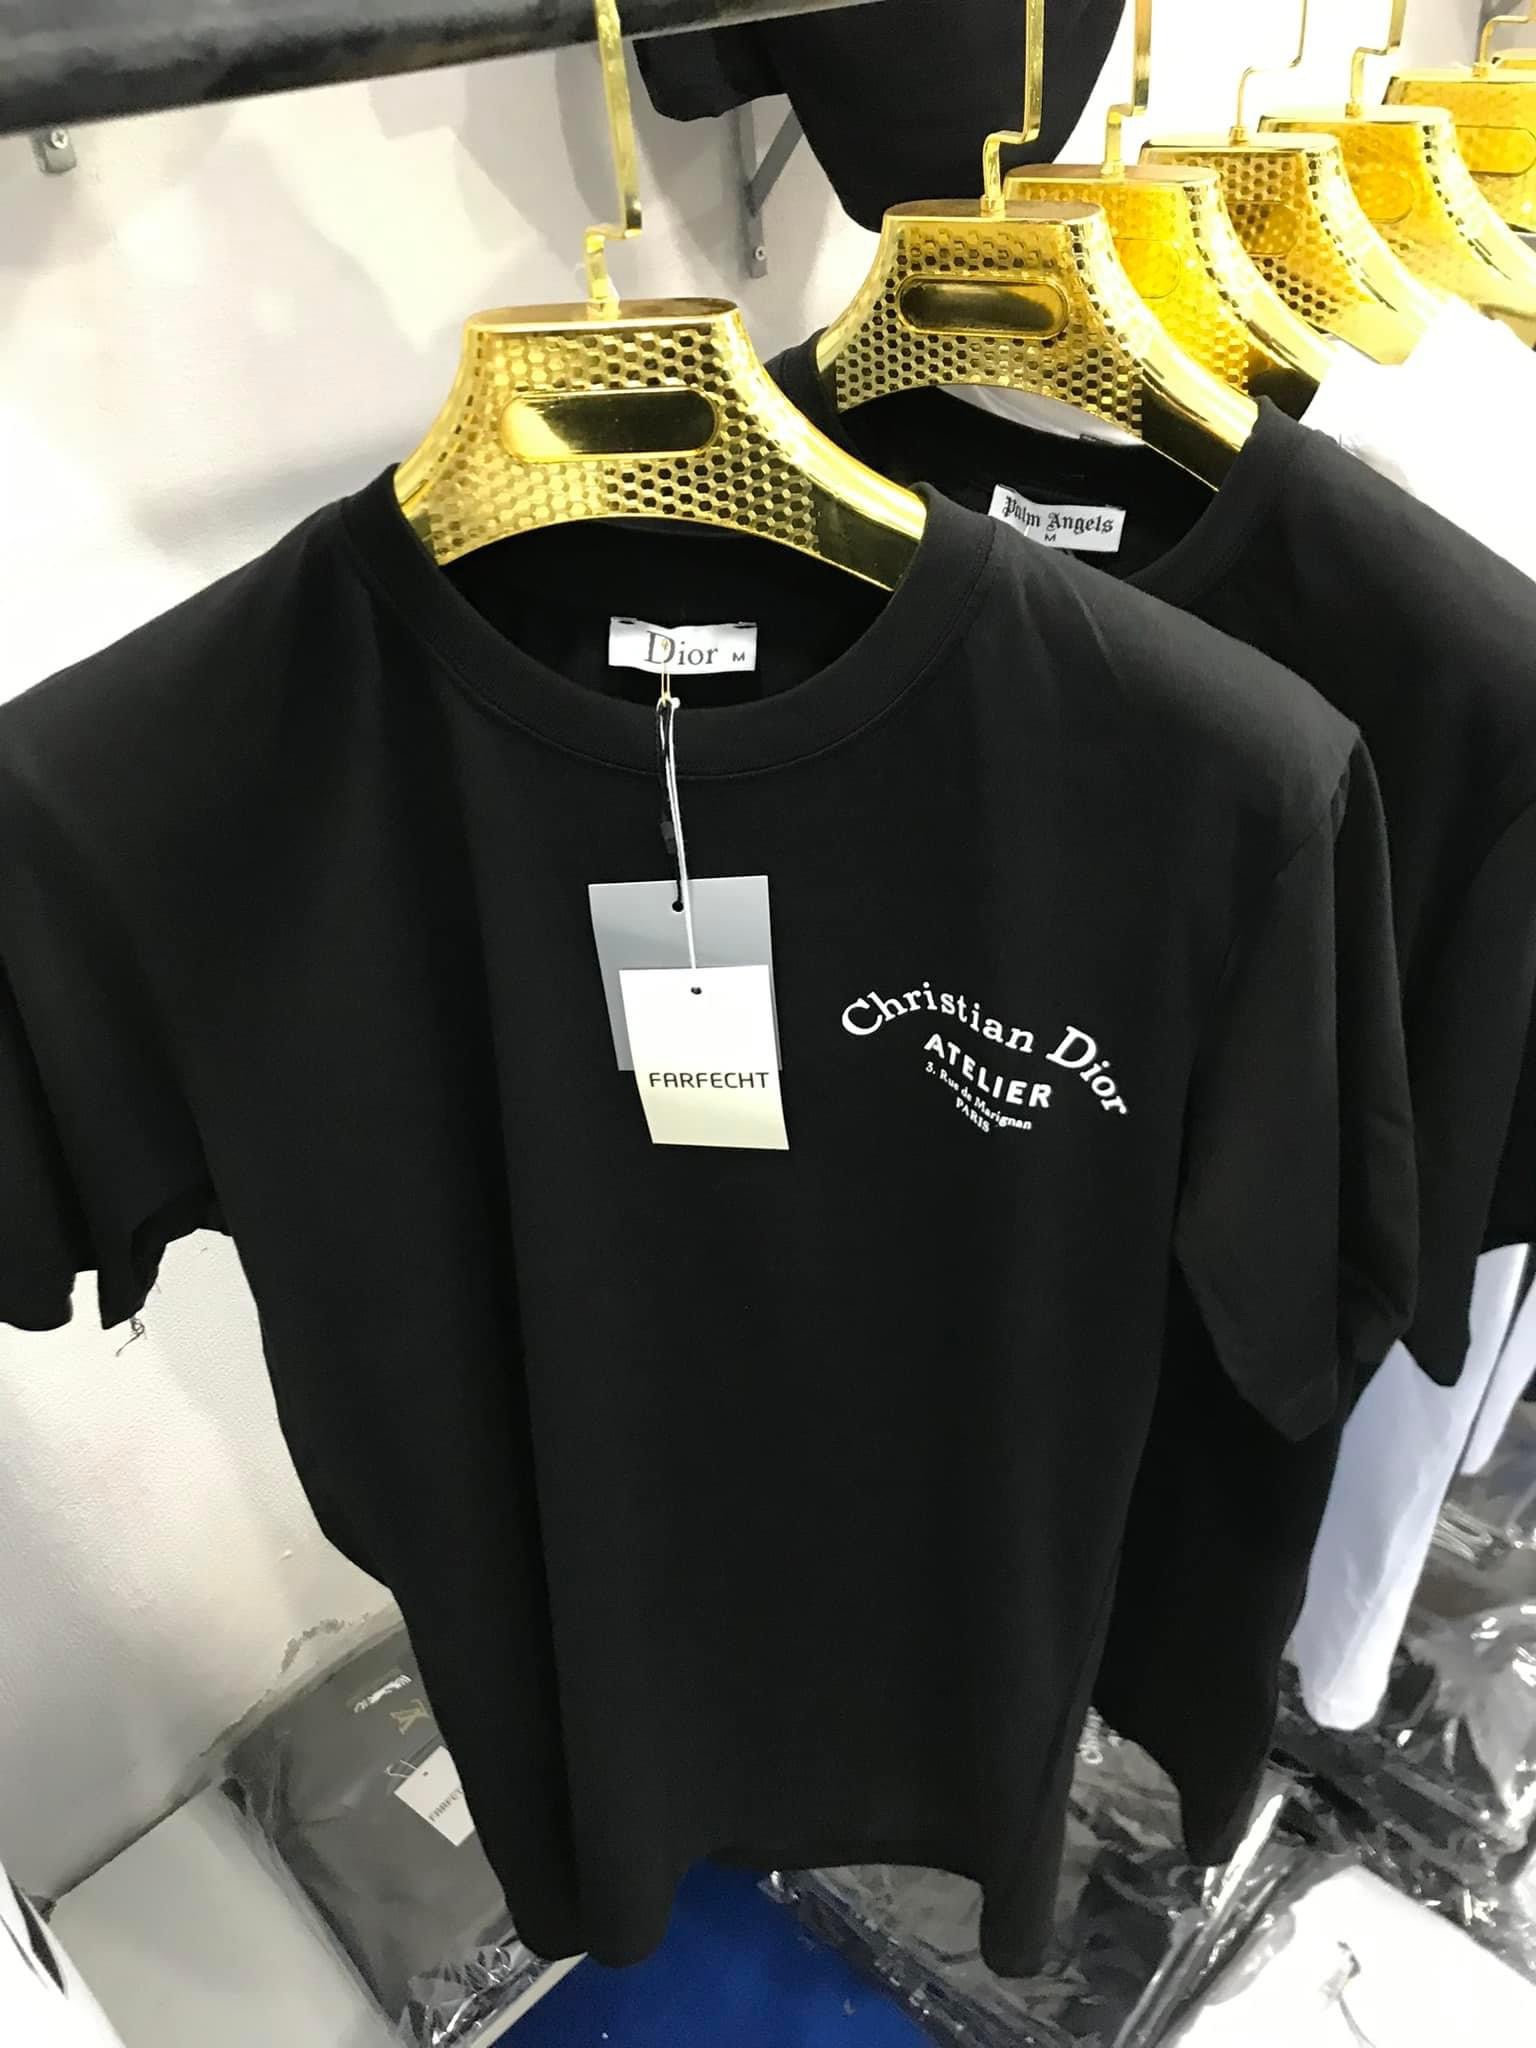 Palm Angels
M
Dior M
Christian Dior
ATELIER
3, Rue de Marignan
PARIS
FARFECHT